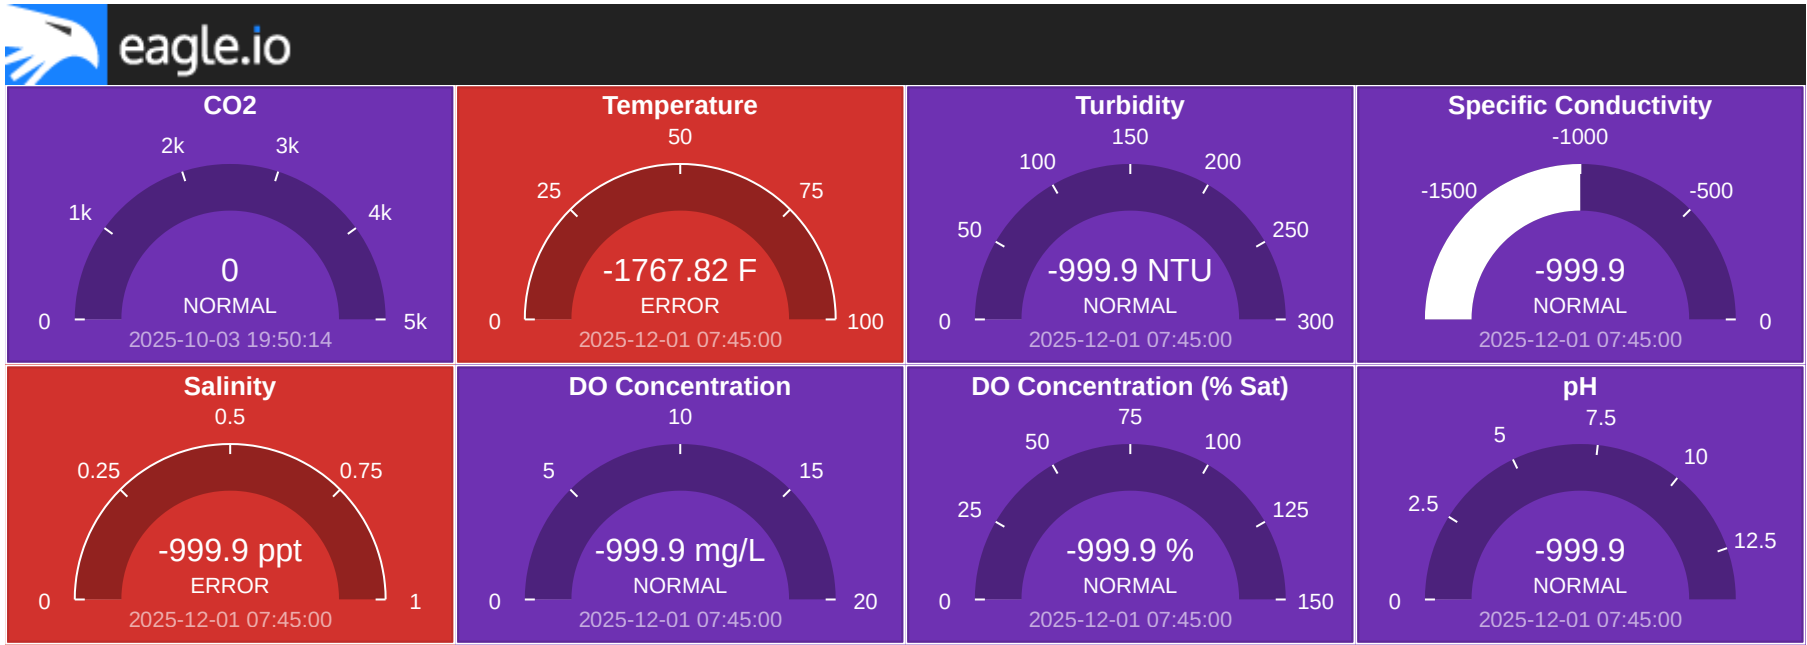 eagle.io
CO2
2k 3k
1k 4k
0
NORMAL
0 5k
2025-10-03 19:50:14
Temperature
50
25 75
-1767.82 F
ERROR
0 100
2025-12-01 07:45:00
Turbidity
150
100 200
50 250
-999.9 NTU
NORMAL
0 300
2025-12-01 07:45:00
Specific Conductivity
-1000
-1500 -500
-999.9
NORMAL
0
2025-12-01 07:45:00
Salinity
0.5
0.25 0.75
-999.9 ppt
ERROR
0 1
2025-12-01 07:45:00
DO Concentration
10
5 15
-999.9 mg/L
NORMAL
0 20
2025-12-01 07:45:00
DO Concentration (% Sat)
75
50 100
25 125
-999.9 %
NORMAL
0 150
2025-12-01 07:45:00
pH
7.5
5 10
2.5 12.5
-999.9
NORMAL
0
2025-12-01 07:45:00